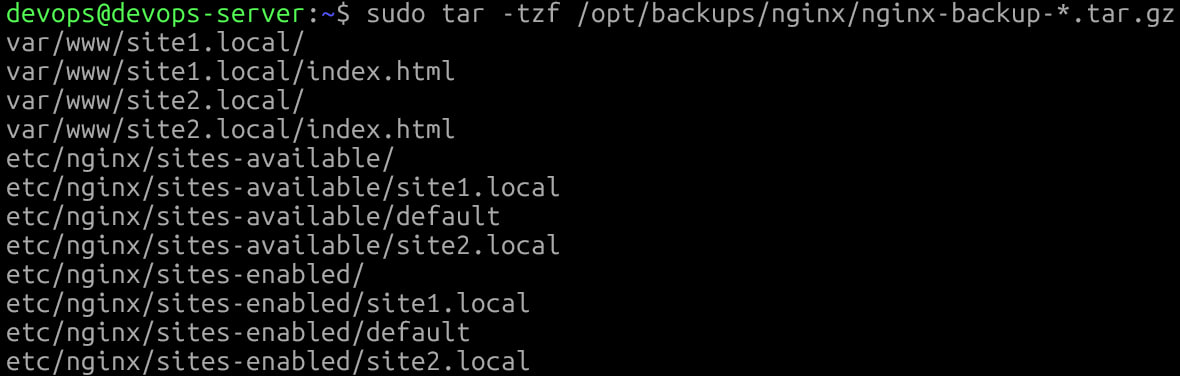 devops@devops-server:~$ sudo tar -tzf /opt/backups/nginx/nginx-backup-*.tar.gz
var/www/site1.local/
var/www/site1.local/index.html
var/www/site2.local/
var/www/site2.local/index.html
etc/nginx/sites-available/
etc/nginx/sites-available/site1.local
etc/nginx/sites-available/default
etc/nginx/sites-available/site2.local
etc/nginx/sites-enabled/
etc/nginx/sites-enabled/site1.local
etc/nginx/sites-enabled/default
etc/nginx/sites-enabled/site2.local